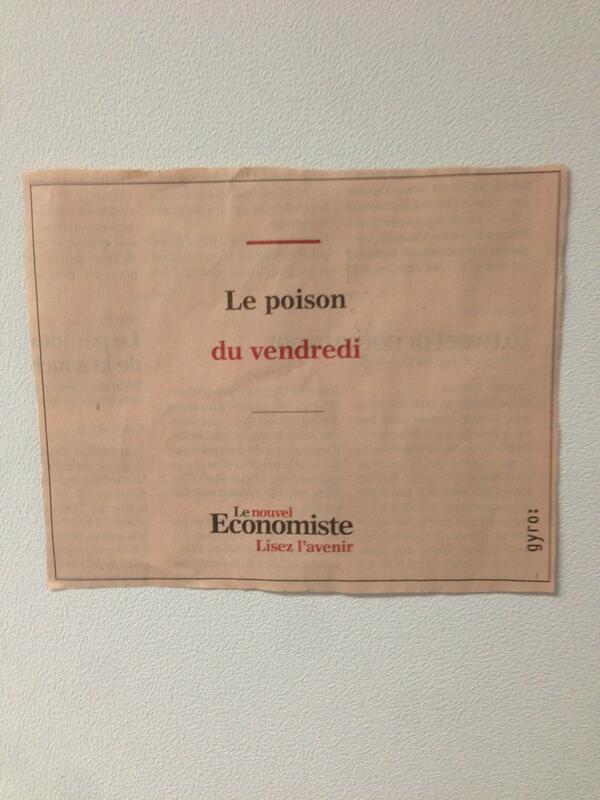 Le poison
du vendredi
Le nouvel
Economiste
Lisez l'avenir
gyro: